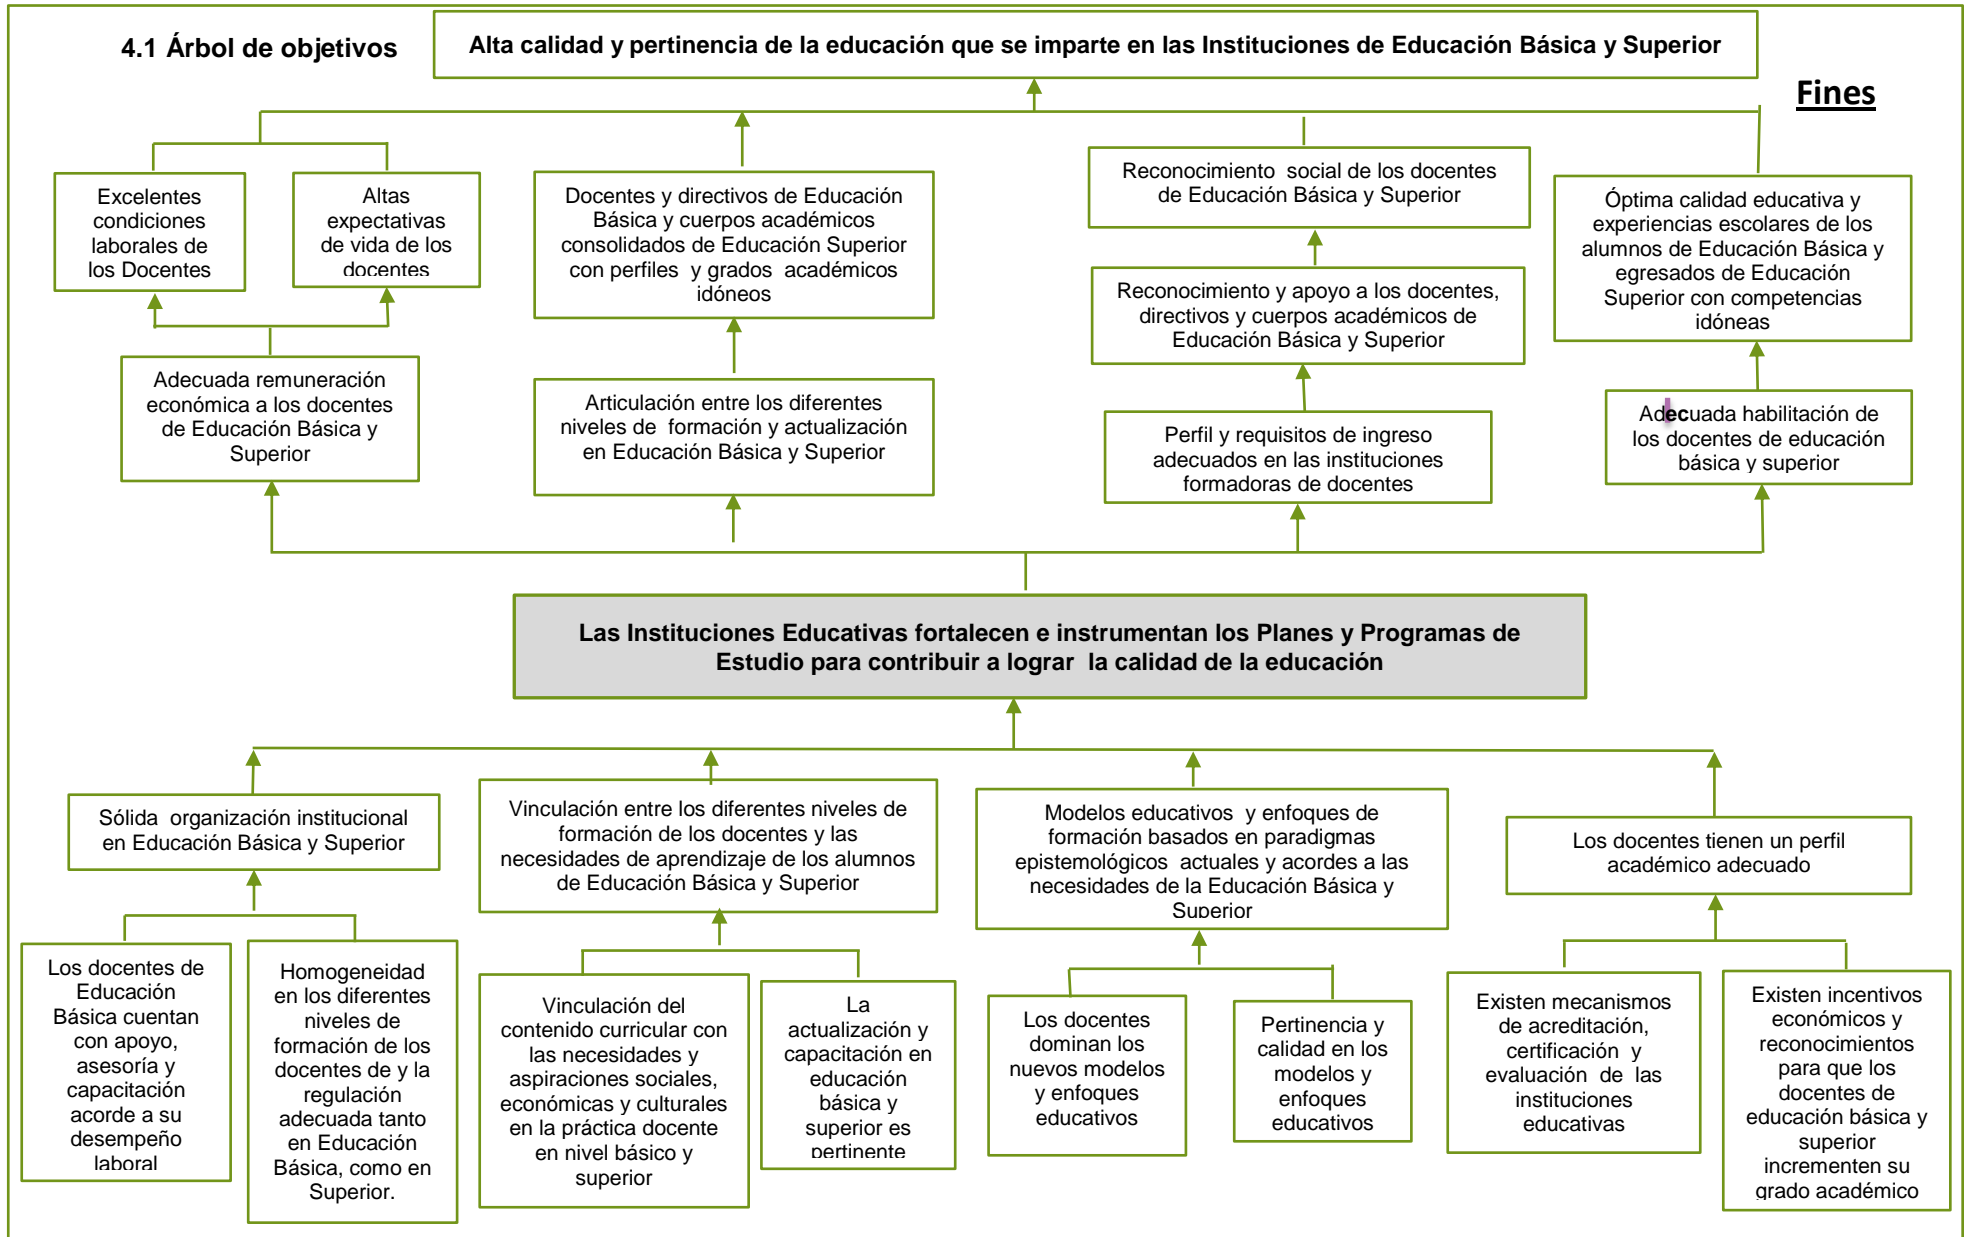 4.1 Árbol de objetivos
Alta calidad y pertinencia de la educación que se imparte en las Instituciones de Educación Básica y Superior
Fines
Excelentes
condiciones
laborales de
los Docentes
Altas
expectativas
de vida de los
docentes
Docentes y directivos de Educación
Básica y cuerpos académicos
consolidados de Educación Superior
con perfiles y grados académicos
idóneos
Reconocimiento social de los docentes
de Educación Básica y Superior
Óptima calidad educativa y
experiencias escolares de los
alumnos de Educación Básica y
egresados de Educación
Superior con competencias
idóneas
Reconocimiento y apoyo a los docentes,
directivos y cuerpos académicos de
Educación Básica y Superior
Adecuada remuneración
económica a los docentes
de Educación Básica y
Superior
Articulación entre los diferentes
niveles de formación y actualización
en Educación Básica y Superior
Perfil y requisitos de ingreso
adecuados en las instituciones
formadoras de docentes
Adecuada habilitación de
los docentes de educación
básica y superior
Las Instituciones Educativas fortalecen e instrumentan los Planes y Programas de
Estudio para contribuir a lograr la calidad de la educación
Sólida organización institucional
en Educación Básica y Superior
Vinculación entre los diferentes niveles de
formación de los docentes y las
necesidades de aprendizaje de los alumnos
de Educación Básica y Superior
Modelos educativos y enfoques de
formación basados en paradigmas
epistemológicos actuales y acordes a las
necesidades de la Educación Básica y
Superior
Los docentes tienen un perfil
académico adecuado
Los docentes de
Educación
Básica cuentan
con apoyo,
asesoría y
capacitación
acorde a su
desempeño
laboral
Homogeneidad
en los diferentes
niveles de
formación de los
docentes de y la
regulación
adecuada tanto
en Educación
Básica, como en
Superior.
Vinculación del
contenido curricular con
las necesidades y
aspiraciones sociales,
económicas y culturales
en la práctica docente
en nivel básico y
superior
La
actualización y
capacitación en
educación
básica y
superior es
pertinente
Los docentes
dominan los
nuevos modelos
y enfoques
educativos
Pertinencia y
calidad en los
modelos y
enfoques
educativos
Existen mecanismos
de acreditación,
certificación y
evaluación de las
instituciones
educativas
Existen incentivos
económicos y
reconocimientos
para que los
docentes de
educación básica y
superior
incrementen su
grado académico